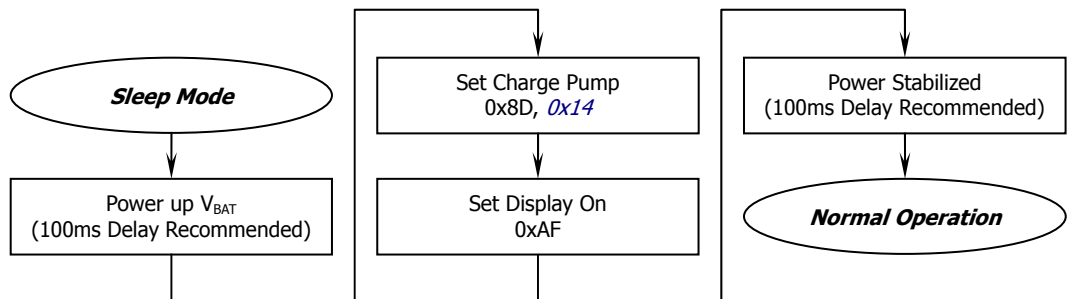 Sleep Mode
Power up VBAT
(100ms Delay Recommended)
Set Charge Pump
0x8D, 0x14
Set Display On
0xAF
Power Stabilized
(100ms Delay Recommended)
Normal Operation